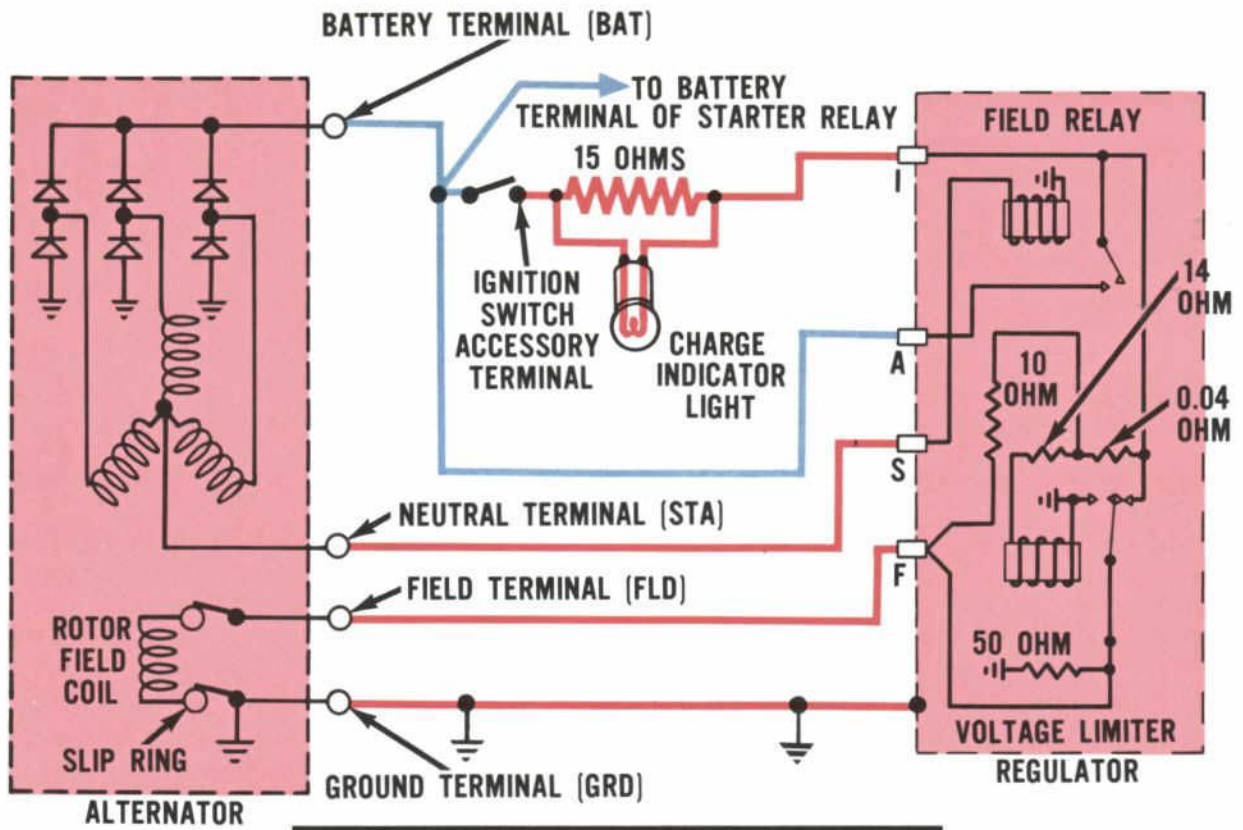 BATTERY TERMINAL (BAT)
TO BATTERY
TERMINAL OF STARTER RELAY
FIELD RELAY
15 OHMS
I
IGNITION
SWITCH
ACCESSORY
TERMINAL
CHARGE
INDICATOR
LIGHT
A
14
OHM
10
OHM
0.04
OHM
S
NEUTRAL TERMINAL (STA)
F
FIELD TERMINAL (FLD)
ROTOR
FIELD
COIL
50 OHM
SLIP RING
VOLTAGE LIMITER
GROUND TERMINAL (GRD)
REGULATOR
ALTERNATOR